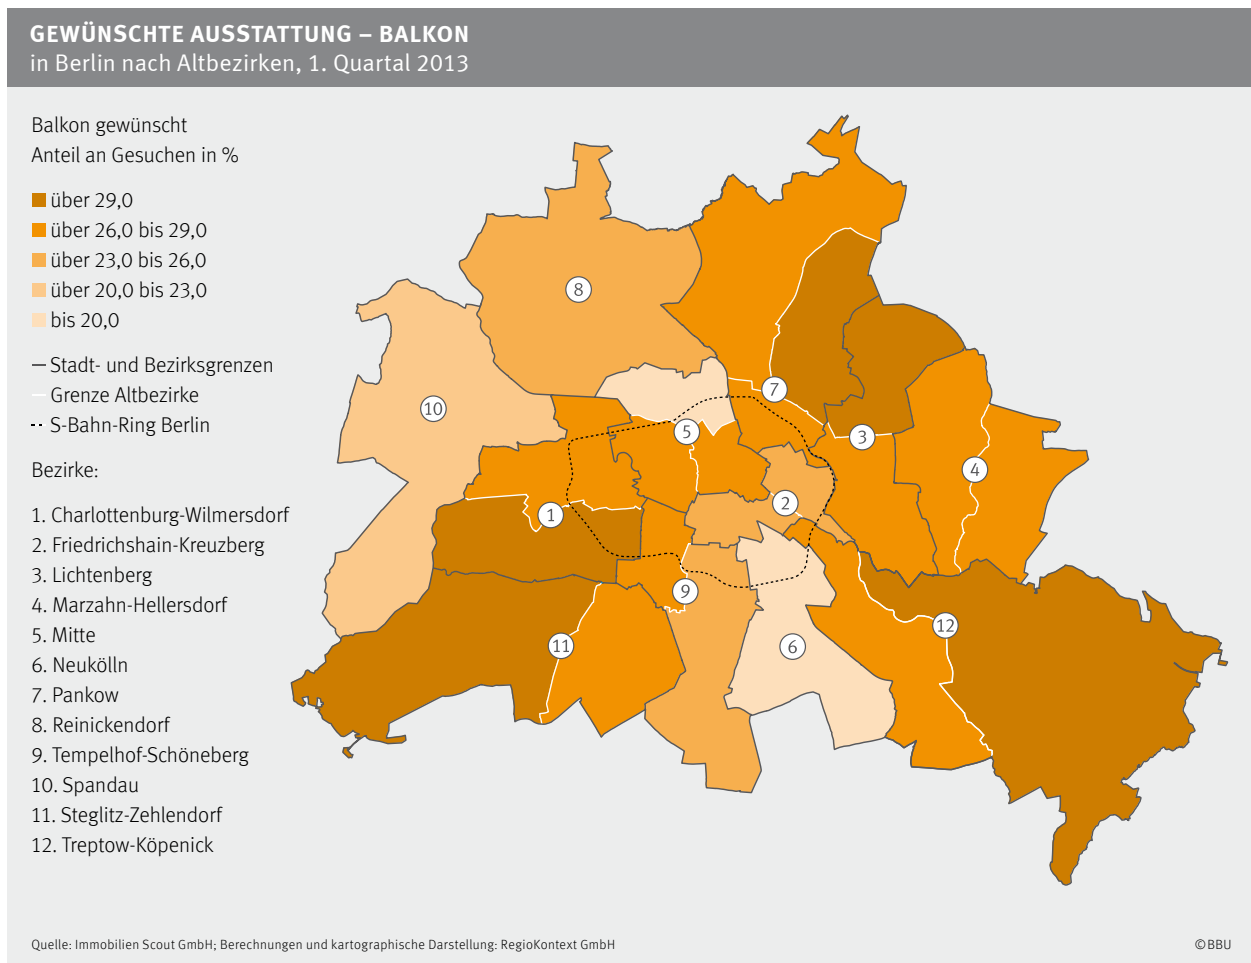 GEWÜNSCHTE AUSSTATTUNG – BALKON
in Berlin nach Altbezirken, 1. Quartal 2013
Balkon gewünscht
Anteil an Gesuchen in %
über 29,0
über 26,0 bis 29,0
über 23,0 bis 26,0
über 20,0 bis 23,0
bis 20,0
Stadt- und Bezirksgrenzen
Grenze Altbezirke
S-Bahn-Ring Berlin
Bezirke:
1. Charlottenburg-Wilmersdorf
2. Friedrichshain-Kreuzberg
3. Lichtenberg
4. Marzahn-Hellersdorf
5. Mitte
6. Neukölln
7. Pankow
8. Reinickendorf
9. Tempelhof-Schöneberg
10. Spandau
11. Steglitz-Zehlendorf
12. Treptow-Köpenick
8
7
10
5
3
4
2
1
9
12
11
6
Quelle: Immobilien Scout GmbH; Berechnungen und kartographische Darstellung: RegioKontext GmbH
©BBU